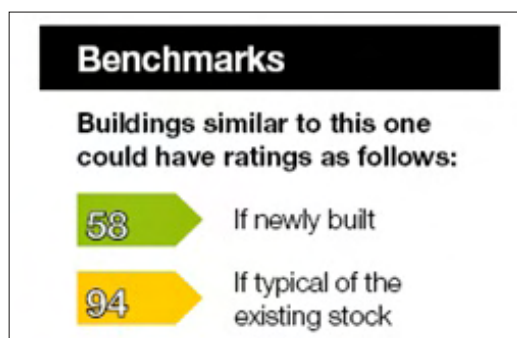 Benchmarks
Buildings similar to this one
could have ratings as follows:
58 If newly built
94 If typical of the
existing stock